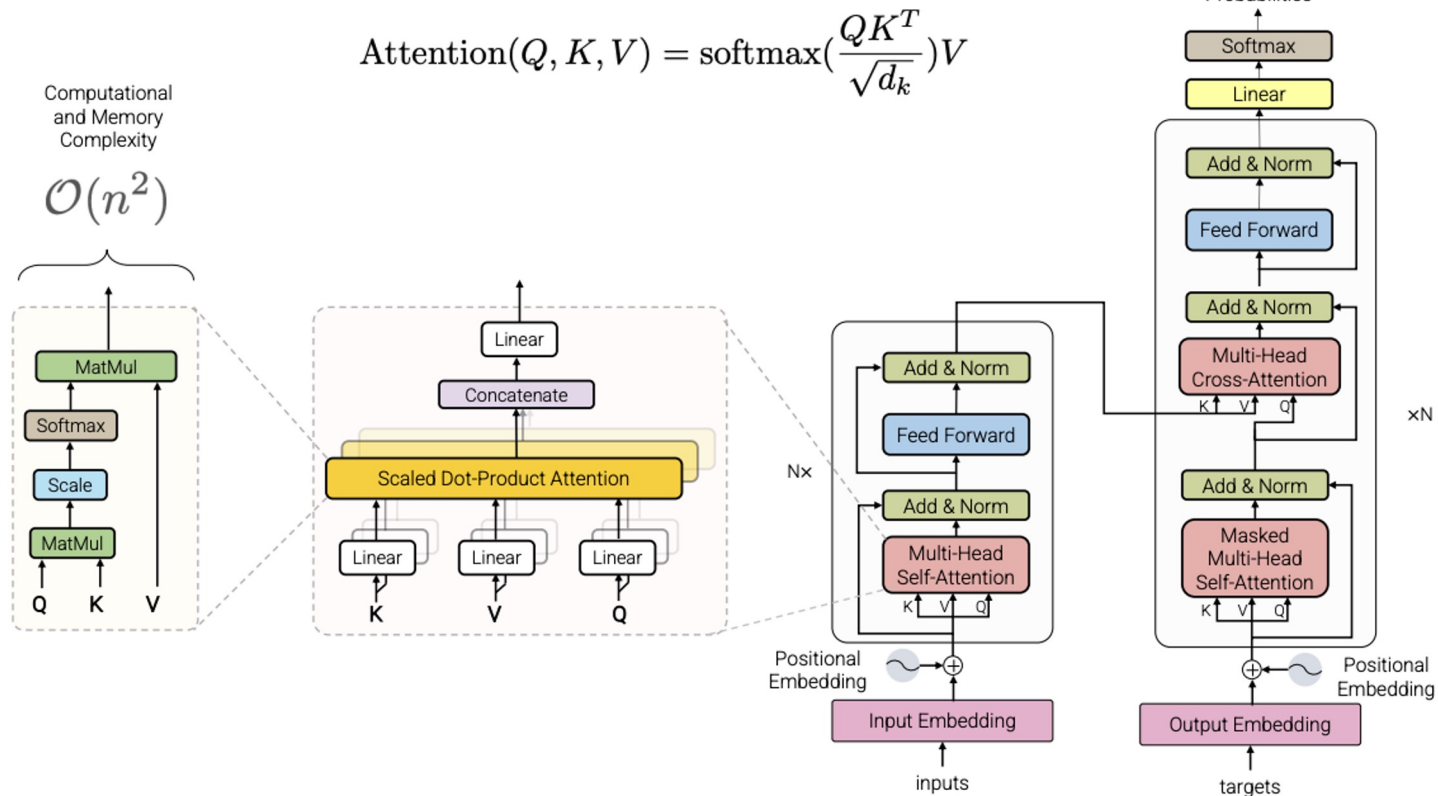 Attention(Q, K, V) = softmax(QK^T / √d_k)V
Computational
and Memory
Complexity
O(n²)
MatMul
Softmax
Scale
MatMul
Q K V
Linear
Concatenate
Scaled Dot-Product Attention
Linear Linear Linear
K V Q
N×
Add & Norm
Feed Forward
Add & Norm
Multi-Head
Self-Attention
K V Q
Positional
Embedding
Input Embedding
inputs
Softmax
Linear
Add & Norm
Feed Forward
Add & Norm
Multi-Head
Cross-Attention
K V Q
×N
Add & Norm
Masked
Multi-Head
Self-Attention
K V Q
Positional
Embedding
Output Embedding
targets